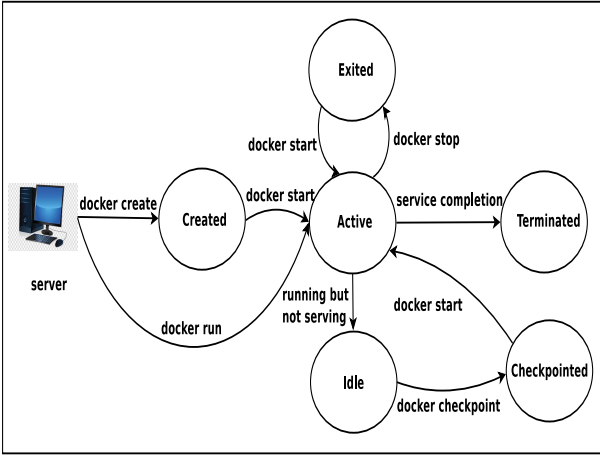 Exited
docker start
docker stop
docker create
Created
docker start
Active
service completion
Terminated
server
docker run
running but
not serving
docker start
Idle
docker checkpoint
Checkpointed